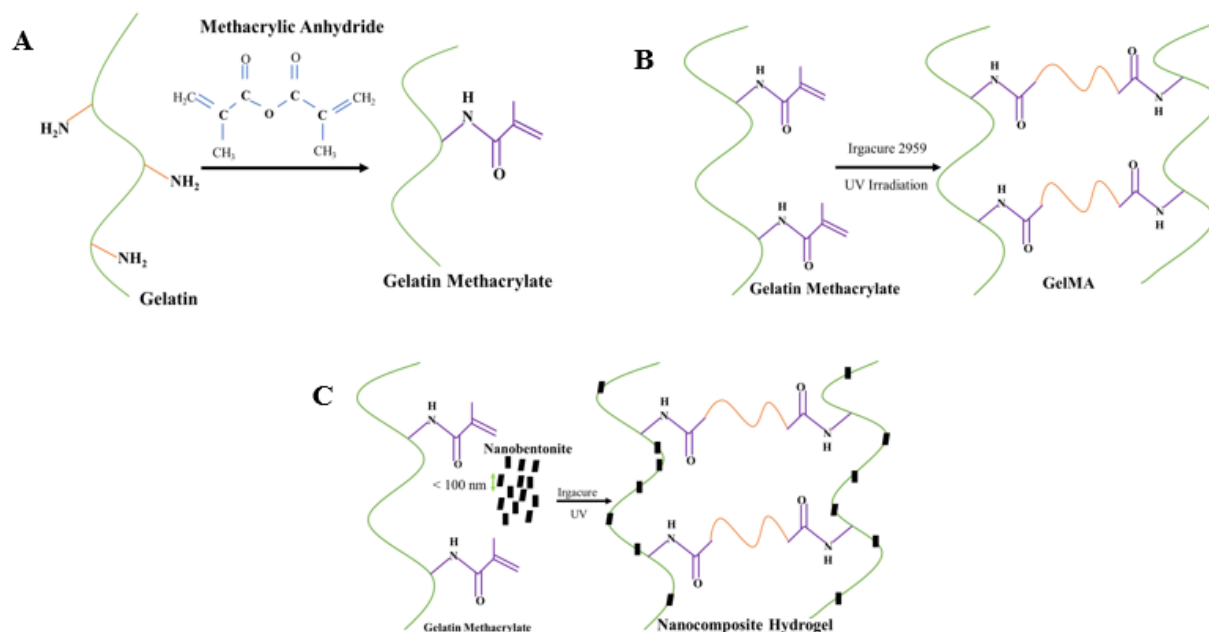 A
Methacrylic Anhydride
O
O
H₂C
C
C
CH₂
C
O
C
CH₃
CH₃
H₂N
NH₂
NH₂
Gelatin
H
N
O
Gelatin Methacrylate
B
H
N
O
H
N
O
Gelatin Methacrylate
Irgacure 2959
UV Irradiation
H
N
O
O
N
H
H
N
O
O
N
H
GelMA
C
H
N
O
Nanobentonite
< 100 nm
H
N
O
Gelatin Methacrylate
Irgacure
UV
H
N
O
O
N
H
H
N
O
O
N
H
Nanocomposite Hydrogel